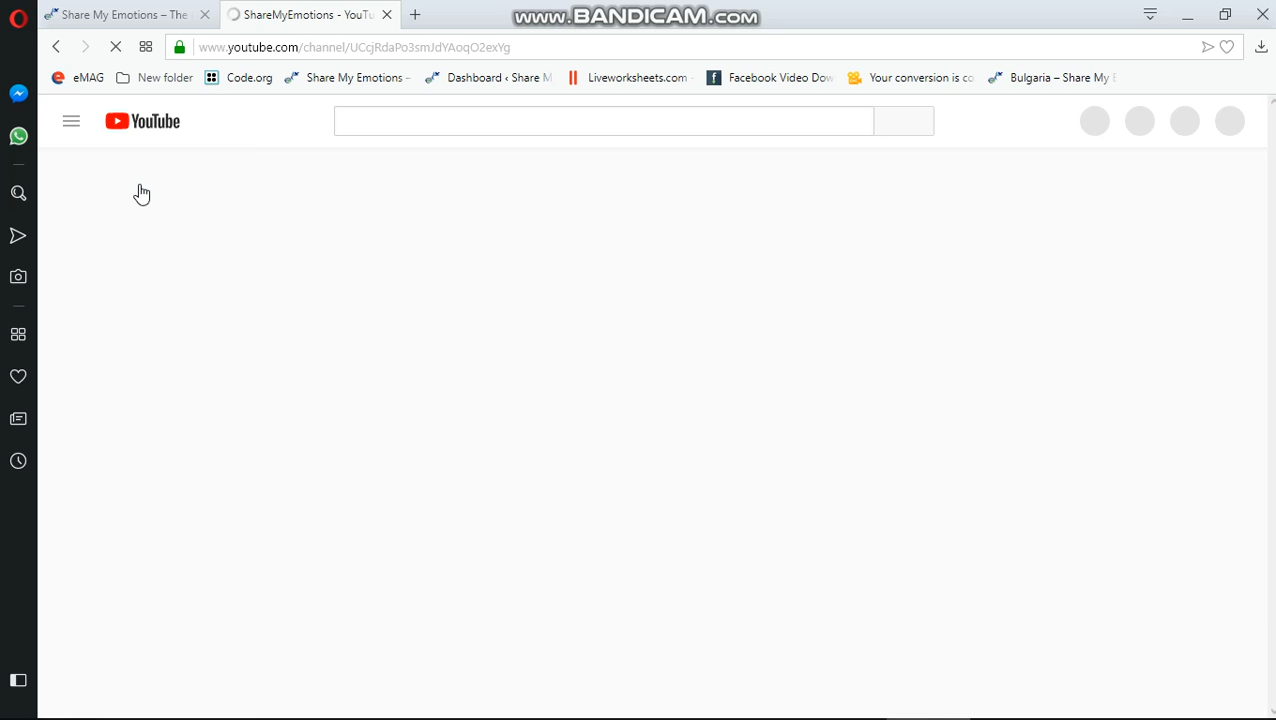 Share My Emotions – The
ShareMyEmotions - YouTu
www.BANDICAM.com
www.youtube.com/channel/UCcjRdaPo3smJdYAoqO2exYg
eMAG
New folder
Code.org
Share My Emotions –
Dashboard ‹ Share M
Liveworksheets.com -
Facebook Video Dow
Your conversion is co
Bulgaria – Share My E
YouTube